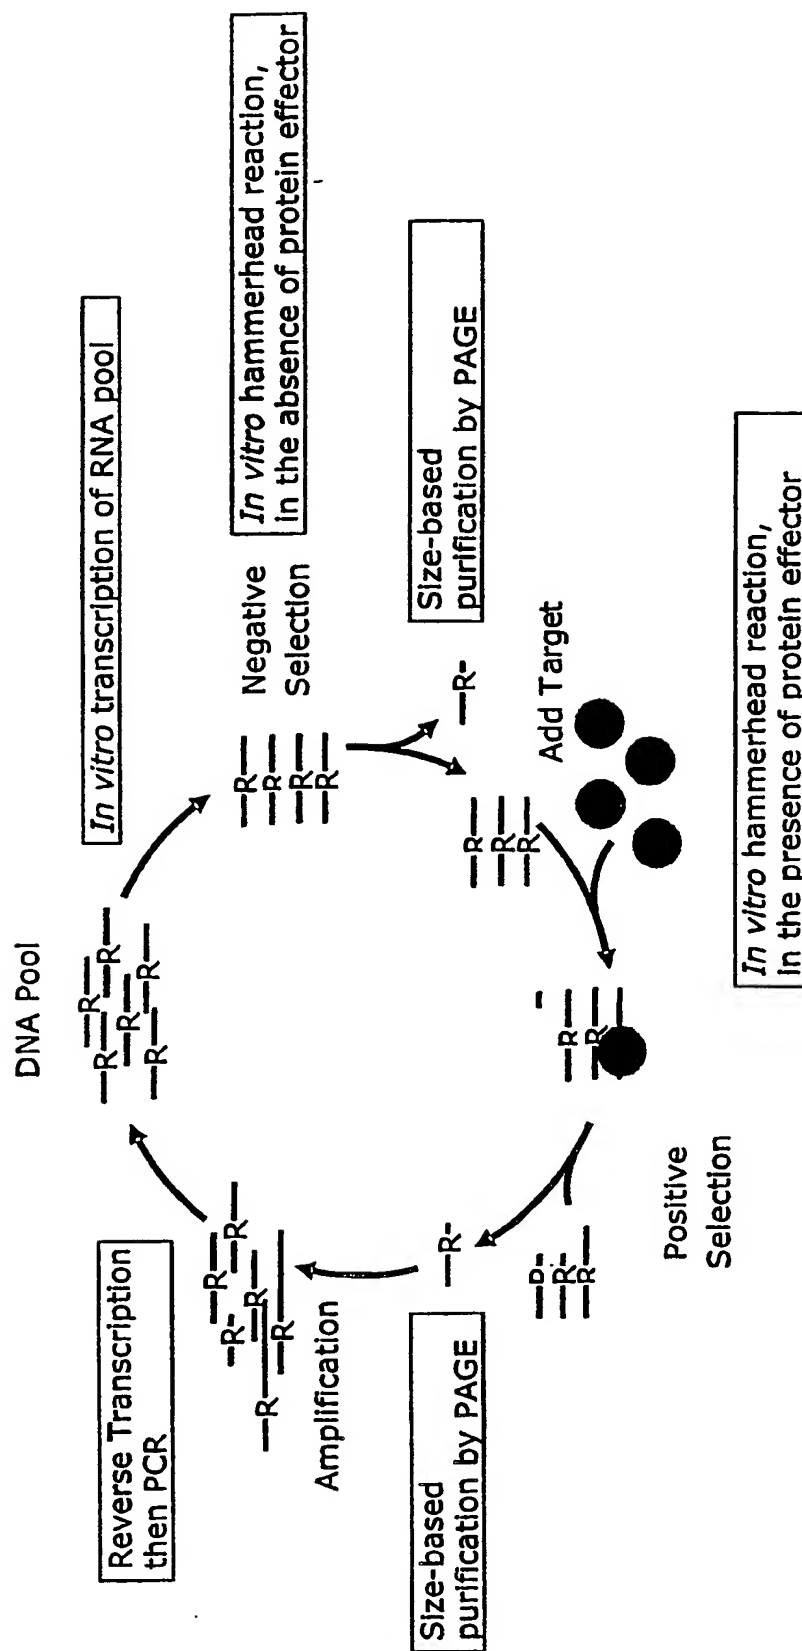 DNA Pool
In vitro transcription of RNA pool
—R—
—R—
—R—
—R—
—R—
—R—
—R—
Negative
Selection
In vitro hammerhead reaction,
in the absence of protein effector
—R—
—R—
—R—
—R—
—R-
Size-based
purification by PAGE
Add Target
—R—
—R—
—R—
In vitro hammerhead reaction,
in the presence of protein effector
—R—
—R—
Positive
Selection
—R-
—R—
—R-
Size-based
purification by PAGE
Amplification
—R—
—R—
—R-
—R—
—R—
—R—
Reverse Transcription
then PCR